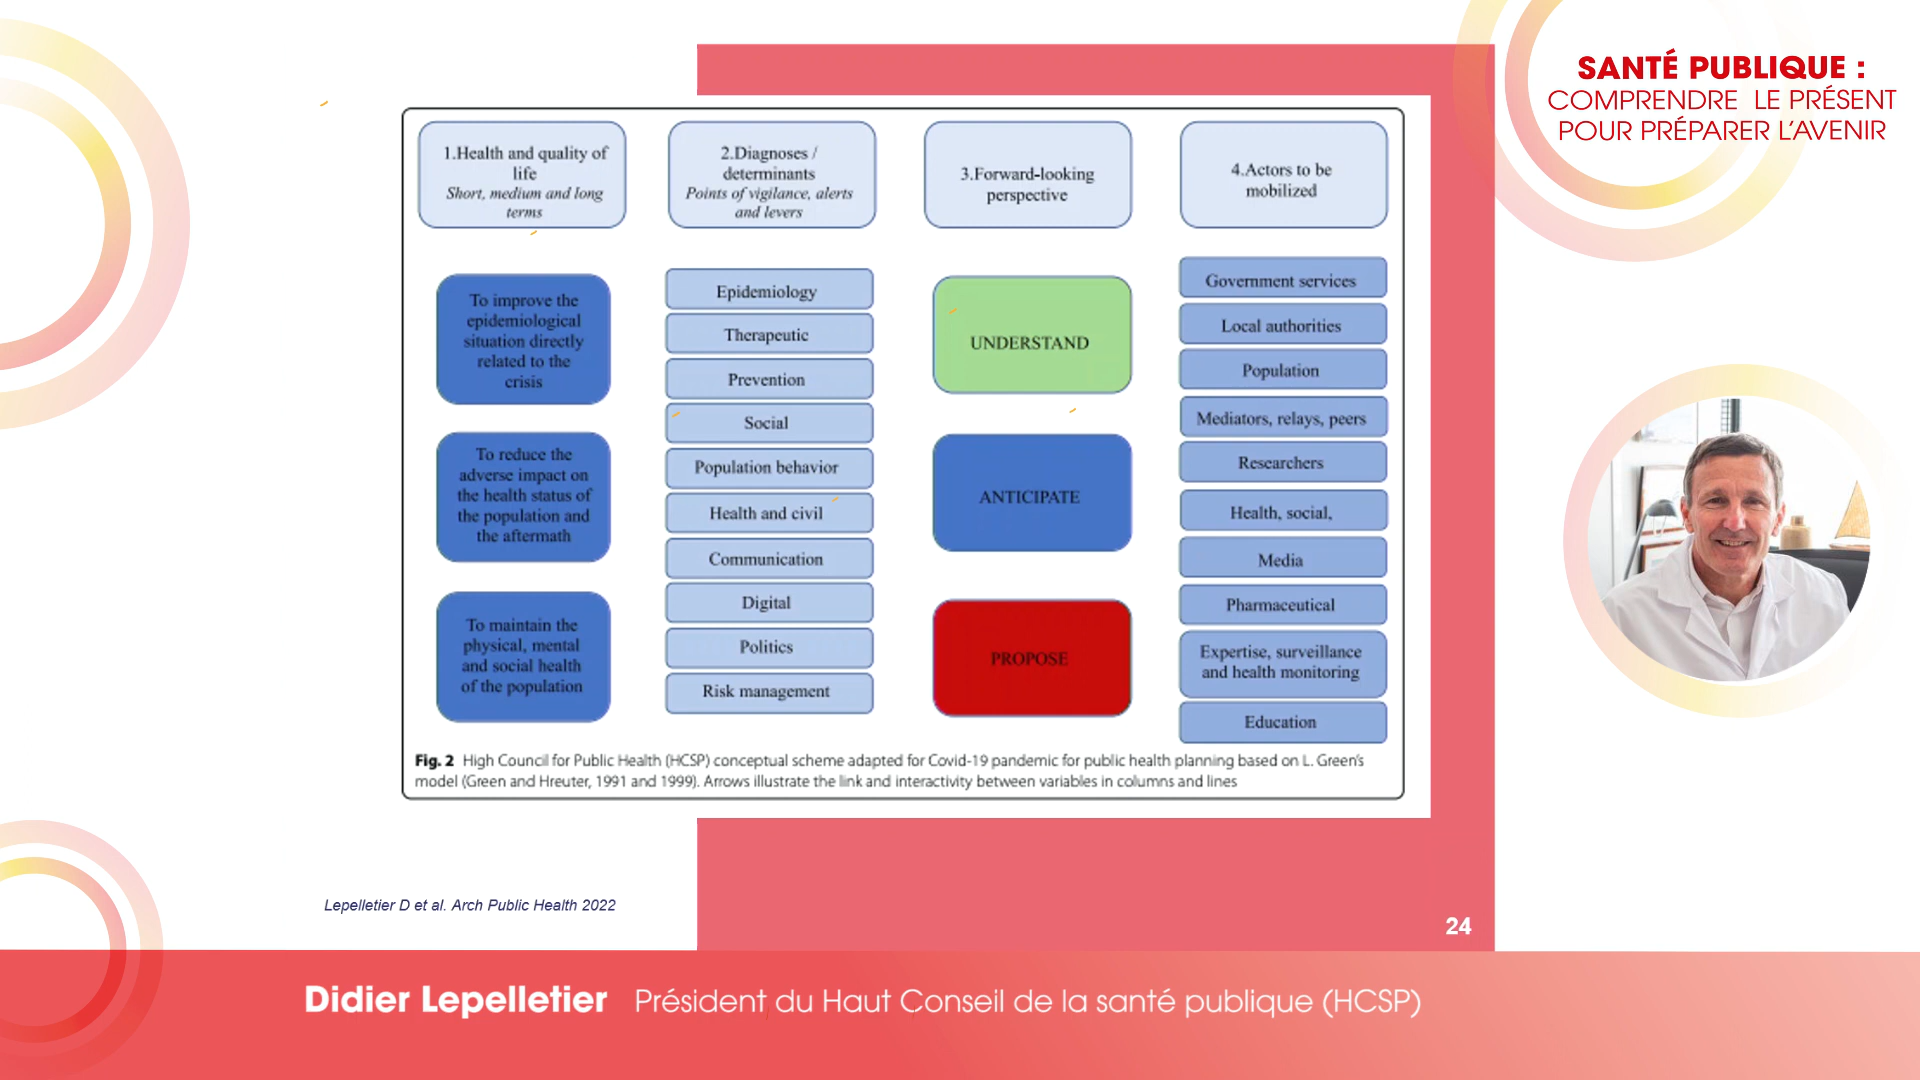 SANTÉ PUBLIQUE :
COMPRENDRE LE PRÉSENT
POUR PRÉPARER L'AVENIR
1.Health and quality of
life
Short, medium and long
terms
2.Diagnoses /
determinants
Points of vigilance, alerts
and levers
3.Forward-looking
perspective
4.Actors to be
mobilized
To improve the
epidemiological
situation directly
related to the
crisis
To reduce the
adverse impact on
the health status of
the population and
the aftermath
To maintain the
physical, mental
and social health
of the population
Epidemiology
Therapeutic
Prevention
Social
Population behavior
Health and civil
Communication
Digital
Politics
Risk management
UNDERSTAND
ANTICIPATE
PROPOSE
Government services
Local authorities
Population
Mediators, relays, peers
Researchers
Health, social,
Media
Pharmaceutical
Expertise, surveillance
and health monitoring
Education
Fig. 2 High Council for Public Health (HCSP) conceptual scheme adapted for Covid-19 pandemic for public health planning based on L. Green's
model (Green and Hreuter, 1991 and 1999). Arrows illustrate the link and interactivity between variables in columns and lines
Lepelletier D et al. Arch Public Health 2022
24
Didier Lepelletier Président du Haut Conseil de la santé publique (HCSP)